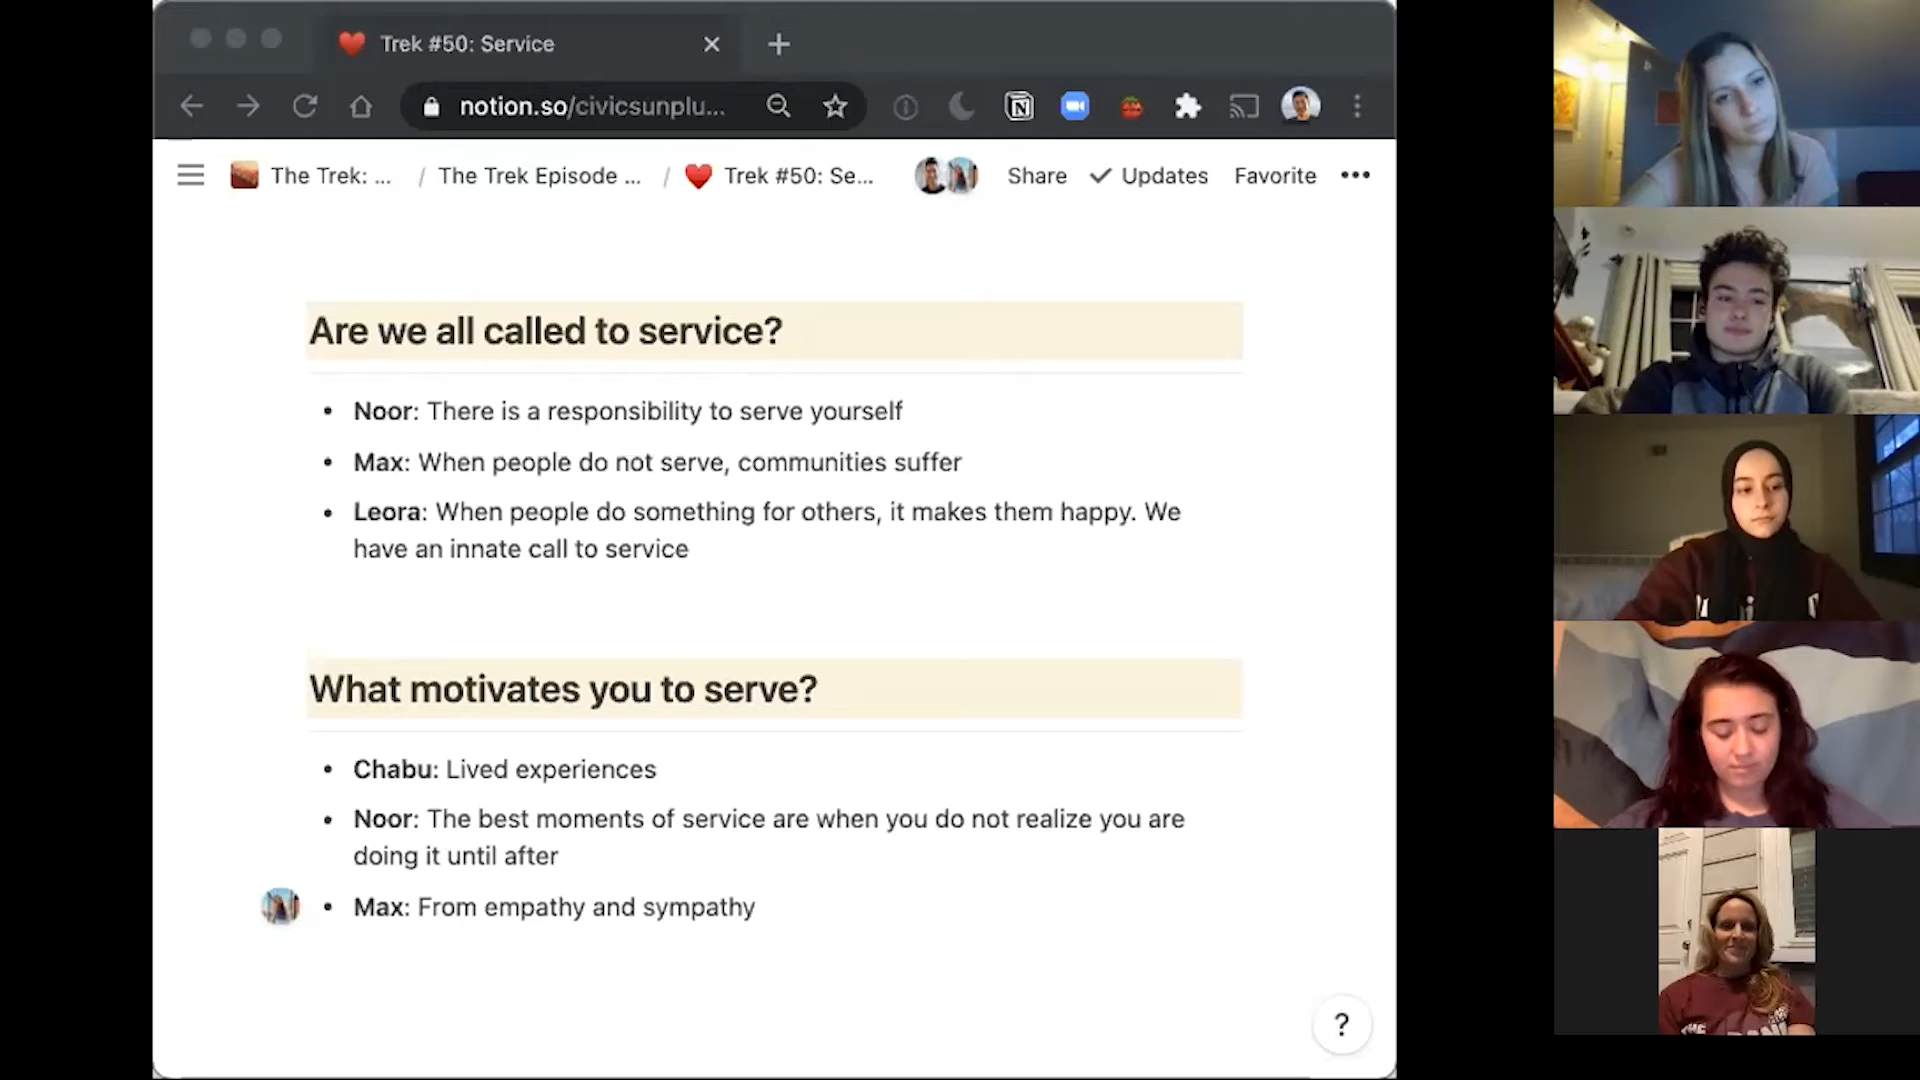 Trek #50: Service
notion.so/civicsunplu...
The Trek: ... / The Trek Episode ... / Trek #50: Se... Share Updates Favorite
Are we all called to service?
Noor: There is a responsibility to serve yourself
Max: When people do not serve, communities suffer
Leora: When people do something for others, it makes them happy. We
have an innate call to service
What motivates you to serve?
Chabu: Lived experiences
Noor: The best moments of service are when you do not realize you are
doing it until after
Max: From empathy and sympathy
?